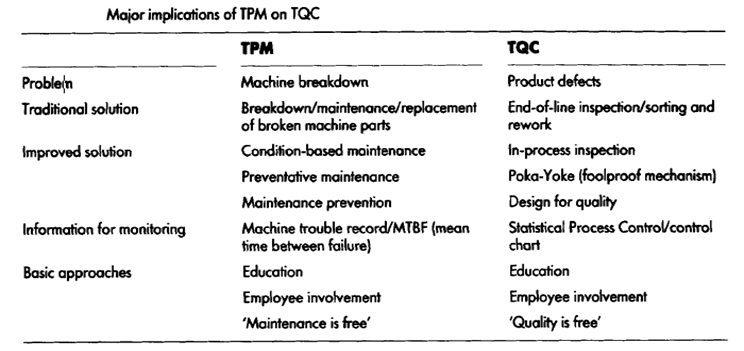 Major implications of TPM on TQC
TPM TQC
Problem Machine breakdown Product defects
Traditional solution Breakdown/maintenance/replacement End-of-line inspection/sorting and
of broken machine parts rework
Improved solution Condition-based maintenance In-process inspection
Preventative maintenance Poka-Yoke (foolproof mechanism)
Maintenance prevention Design for quality
Information for monitoring Machine trouble record/MTBF (mean Statistical Process Control/control
time between failure) chart
Basic approaches Education Education
Employee involvement Employee involvement
'Maintenance is free' 'Quality is free'